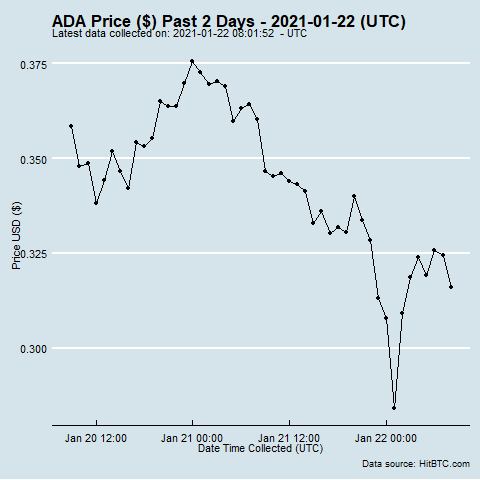 ADA Price ($) Past 2 Days - 2021-01-22 (UTC)
Latest data collected on: 2021-01-22 08:01:52  - UTC
0.375
0.350
0.325
0.300
Price USD ($)
Jan 20 12:00
Jan 21 00:00
Jan 21 12:00
Jan 22 00:00
Date Time Collected (UTC)
Data source: HitBTC.com